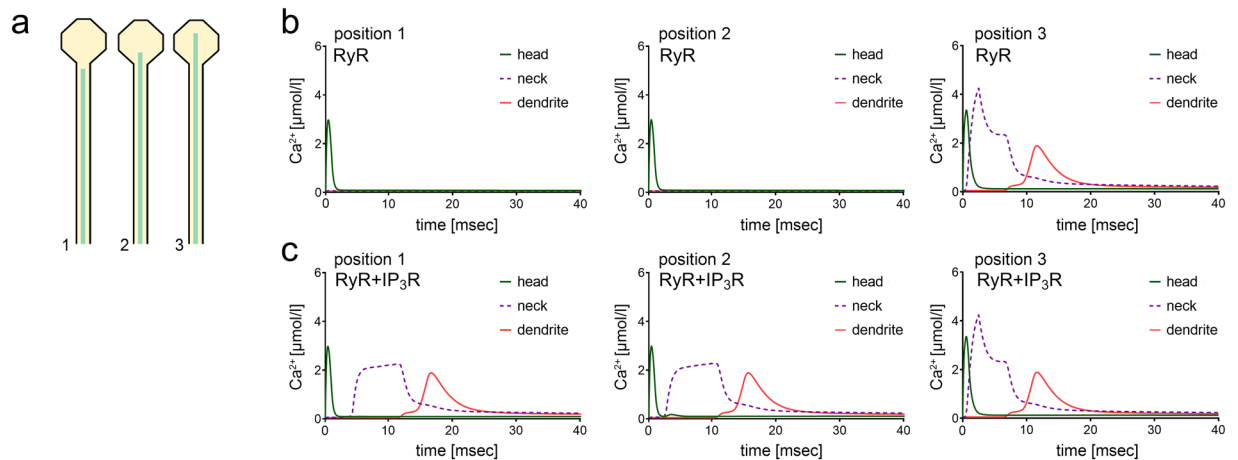 a
1
2
3
b
position 1
RyR
Ca²⁺ [µmol/l]
6
4
2
0
head
neck
dendrite
0 10 20 30 40
time [msec]
position 2
RyR
Ca²⁺ [µmol/l]
6
4
2
0
head
neck
dendrite
0 10 20 30 40
time [msec]
position 3
RyR
Ca²⁺ [µmol/l]
6
4
2
0
head
neck
dendrite
0 10 20 30 40
time [msec]
c
position 1
RyR+IP₃R
Ca²⁺ [µmol/l]
6
4
2
0
head
neck
dendrite
0 10 20 30 40
time [msec]
position 2
RyR+IP₃R
Ca²⁺ [µmol/l]
6
4
2
0
head
neck
dendrite
0 10 20 30 40
time [msec]
position 3
RyR+IP₃R
Ca²⁺ [µmol/l]
6
4
2
0
head
neck
dendrite
0 10 20 30 40
time [msec]